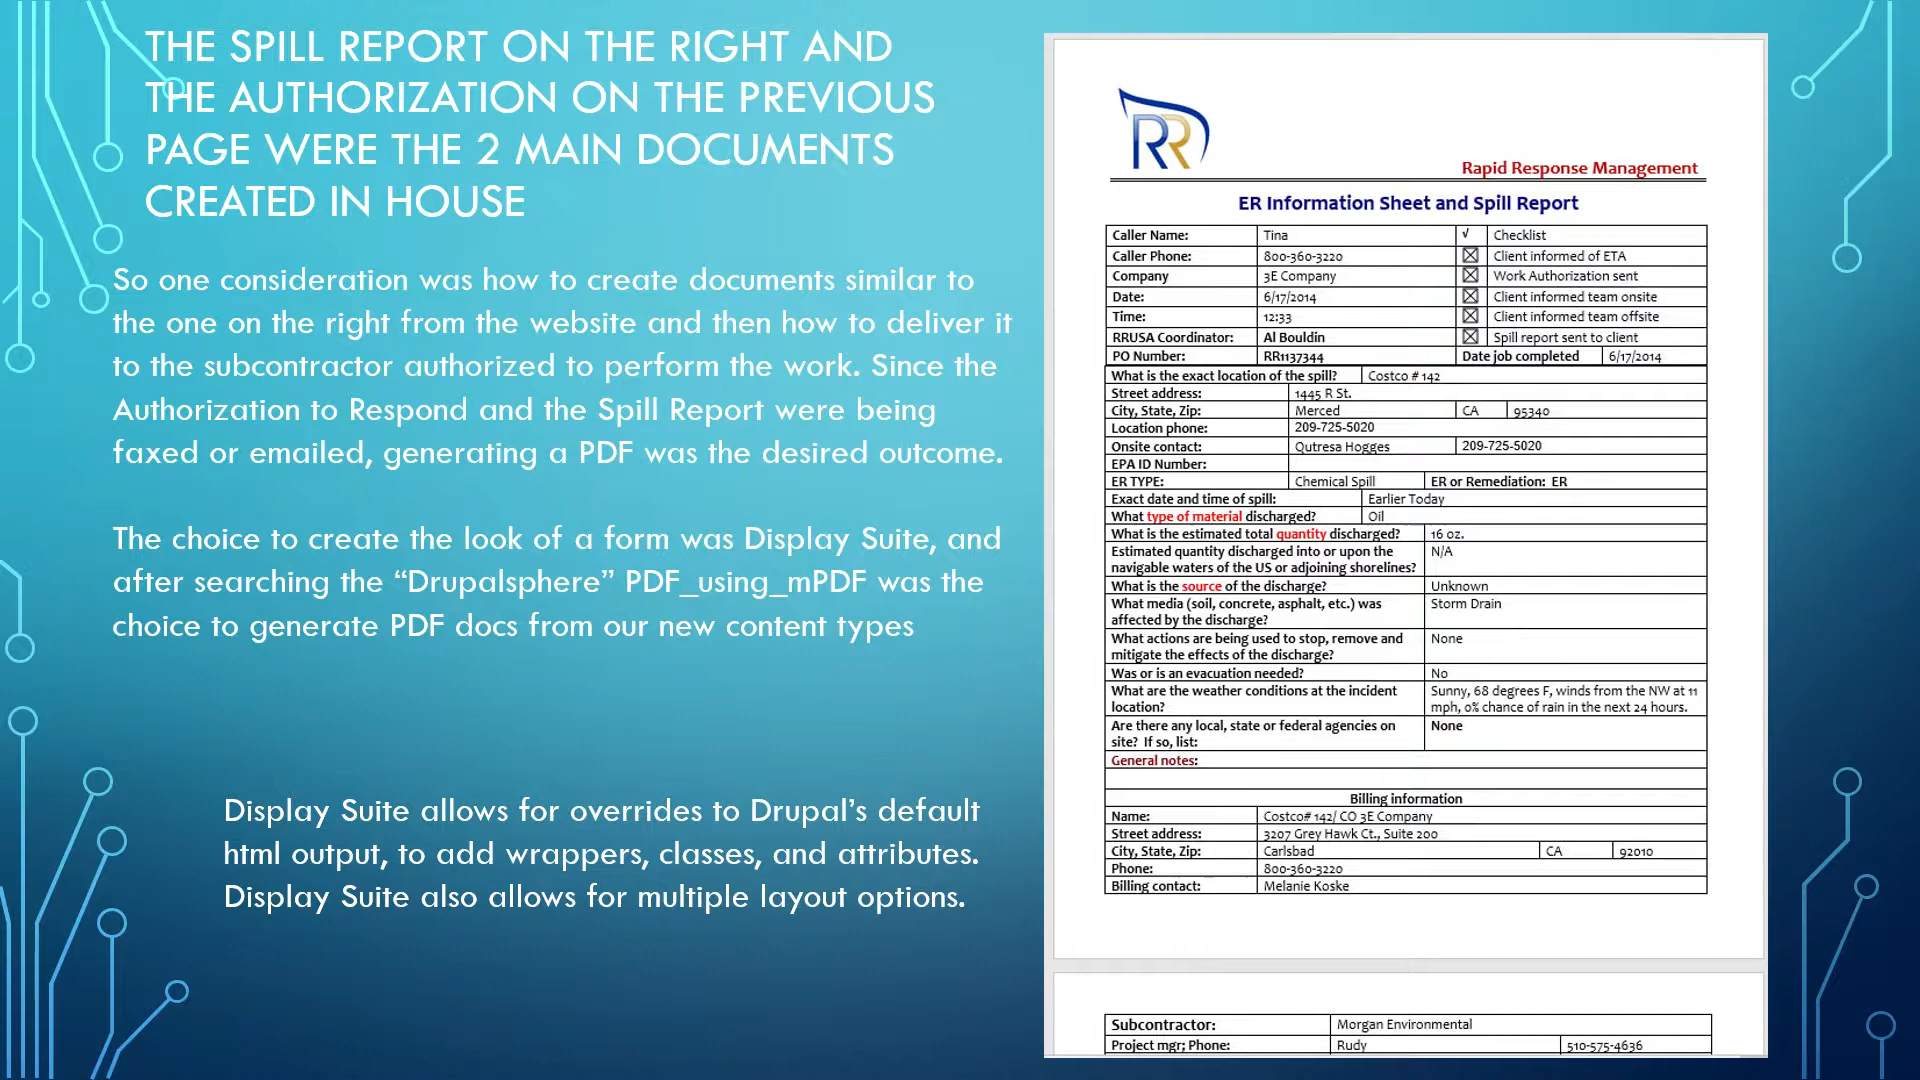 THE SPILL REPORT ON THE RIGHT AND
THE AUTHORIZATION ON THE PREVIOUS
PAGE WERE THE 2 MAIN DOCUMENTS
CREATED IN HOUSE
So one consideration was how to create documents similar to
the one on the right from the website and then how to deliver it
to the subcontractor authorized to perform the work. Since the
Authorization to Respond and the Spill Report were being
faxed or emailed, generating a PDF was the desired outcome.
The choice to create the look of a form was Display Suite, and
after searching the “Drupalsphere” PDF_using_mPDF was the
choice to generate PDF docs from our new content types
Display Suite allows for overrides to Drupal’s default
html output, to add wrappers, classes, and attributes.
Display Suite also allows for multiple layout options.
RR
Rapid Response Management
ER Information Sheet and Spill Report
Caller Name: Tina √ Checklist
Caller Phone: 800-360-3220 ☒ Client informed of ETA
Company 3E Company ☒ Work Authorization sent
Date: 6/17/2014 ☒ Client informed team onsite
Time: 12:33 ☒ Client informed team offsite
RRUSA Coordinator: Al Bouldin ☒ Spill report sent to client
PO Number: RR1137344 Date job completed 6/17/2014
What is the exact location of the spill? Costco # 142
Street address: 1445 R St.
City, State, Zip: Merced CA 95340
Location phone: 209-725-5020
Onsite contact: Qutresa Hogges 209-725-5020
EPA ID Number:
ER TYPE: Chemical Spill ER or Remediation: ER
Exact date and time of spill: Earlier Today
What type of material discharged? Oil
What is the estimated total quantity discharged? 16 oz.
Estimated quantity discharged into or upon the N/A
navigable waters of the US or adjoining shorelines?
What is the source of the discharge? Unknown
What media (soil, concrete, asphalt, etc.) was Storm Drain
affected by the discharge?
What actions are being used to stop, remove and None
mitigate the effects of the discharge?
Was or is an evacuation needed? No
What are the weather conditions at the incident Sunny, 68 degrees F, winds from the NW at 11
location? mph, 0% chance of rain in the next 24 hours.
Are there any local, state or federal agencies on None
site? If so, list:
General notes:
Billing information
Name: Costco# 142/ CO 3E Company
Street address: 3207 Grey Hawk Ct., Suite 200
City, State, Zip: Carlsbad CA 92010
Phone: 800-360-3220
Billing contact: Melanie Koske
Subcontractor: Morgan Environmental
Project mgr; Phone: Rudy 510-575-4636